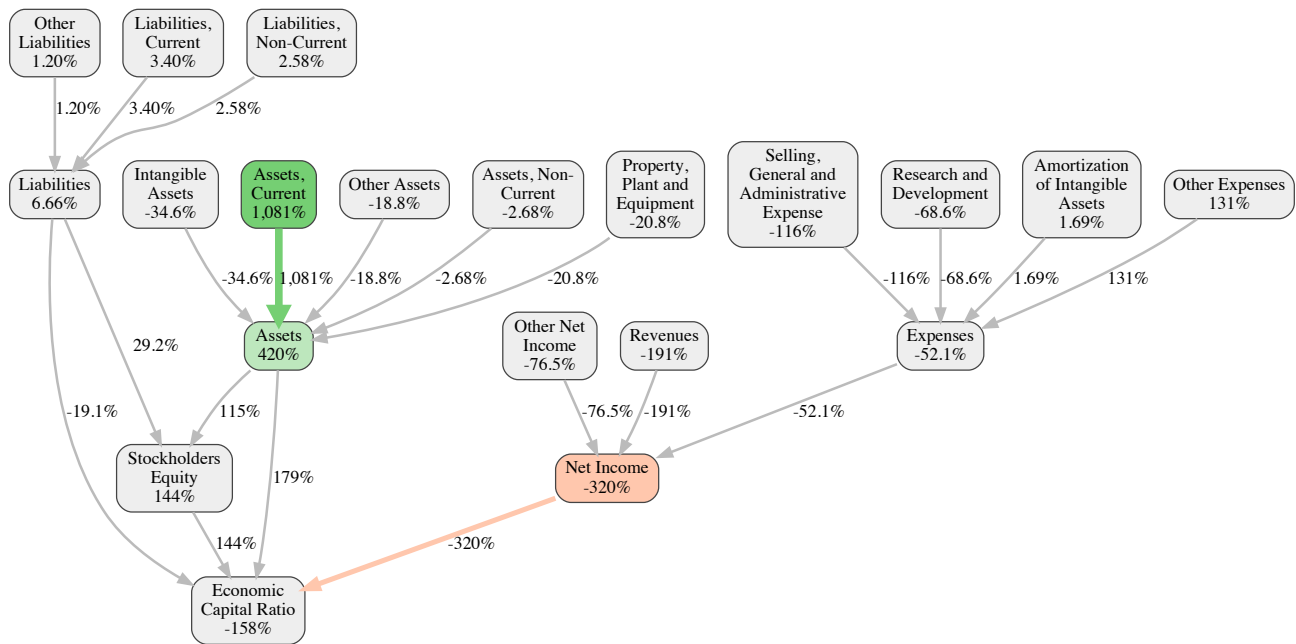 Other
Liabilities
1.20%
Liabilities,
Current
3.40%
Liabilities,
Non-Current
2.58%
1.20%
3.40%
2.58%
Liabilities
6.66%
Intangible
Assets
-34.6%
Assets,
Current
1,081%
Other Assets
-18.8%
Assets, Non-
Current
-2.68%
Property,
Plant and
Equipment
-20.8%
Selling,
General and
Administrative
Expense
-116%
Research and
Development
-68.6%
Amortization
of Intangible
Assets
1.69%
Other Expenses
131%
-34.6%
1,081%
-18.8%
-2.68%
-20.8%
-116%
-68.6%
1.69%
131%
29.2%
Assets
420%
Other Net
Income
-76.5%
Revenues
-191%
Expenses
-52.1%
-19.1%
115%
-76.5%
-191%
-52.1%
Stockholders
Equity
144%
179%
Net Income
-320%
144%
-320%
Economic
Capital Ratio
-158%